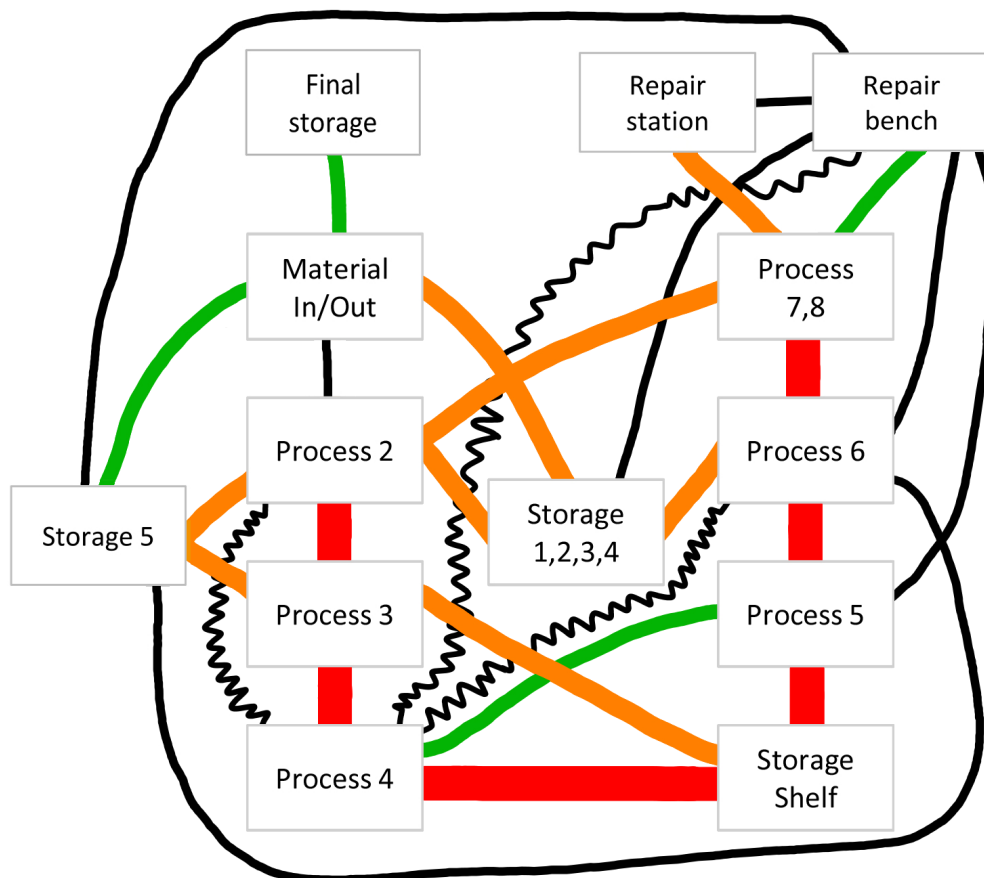 Final
storage
Repair
station
Repair
bench
Material
In/Out
Process
7,8
Process 2
Process 6
Storage 5
Storage
1,2,3,4
Process 3
Process 5
Process 4
Storage
Shelf